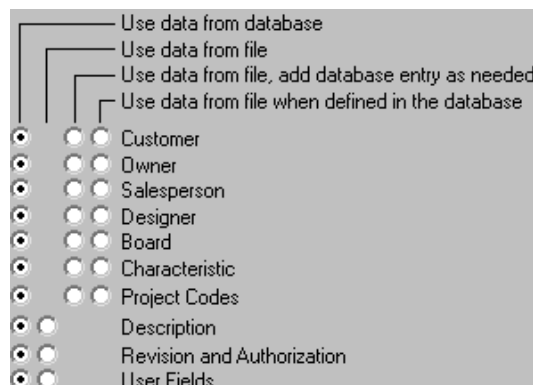 Use data from database
Use data from file
Use data from file, add database entry as needed
Use data from file when defined in the database
Customer
Owner
Salesperson
Designer
Board
Characteristic
Project Codes
Description
Revision and Authorization
User Fields